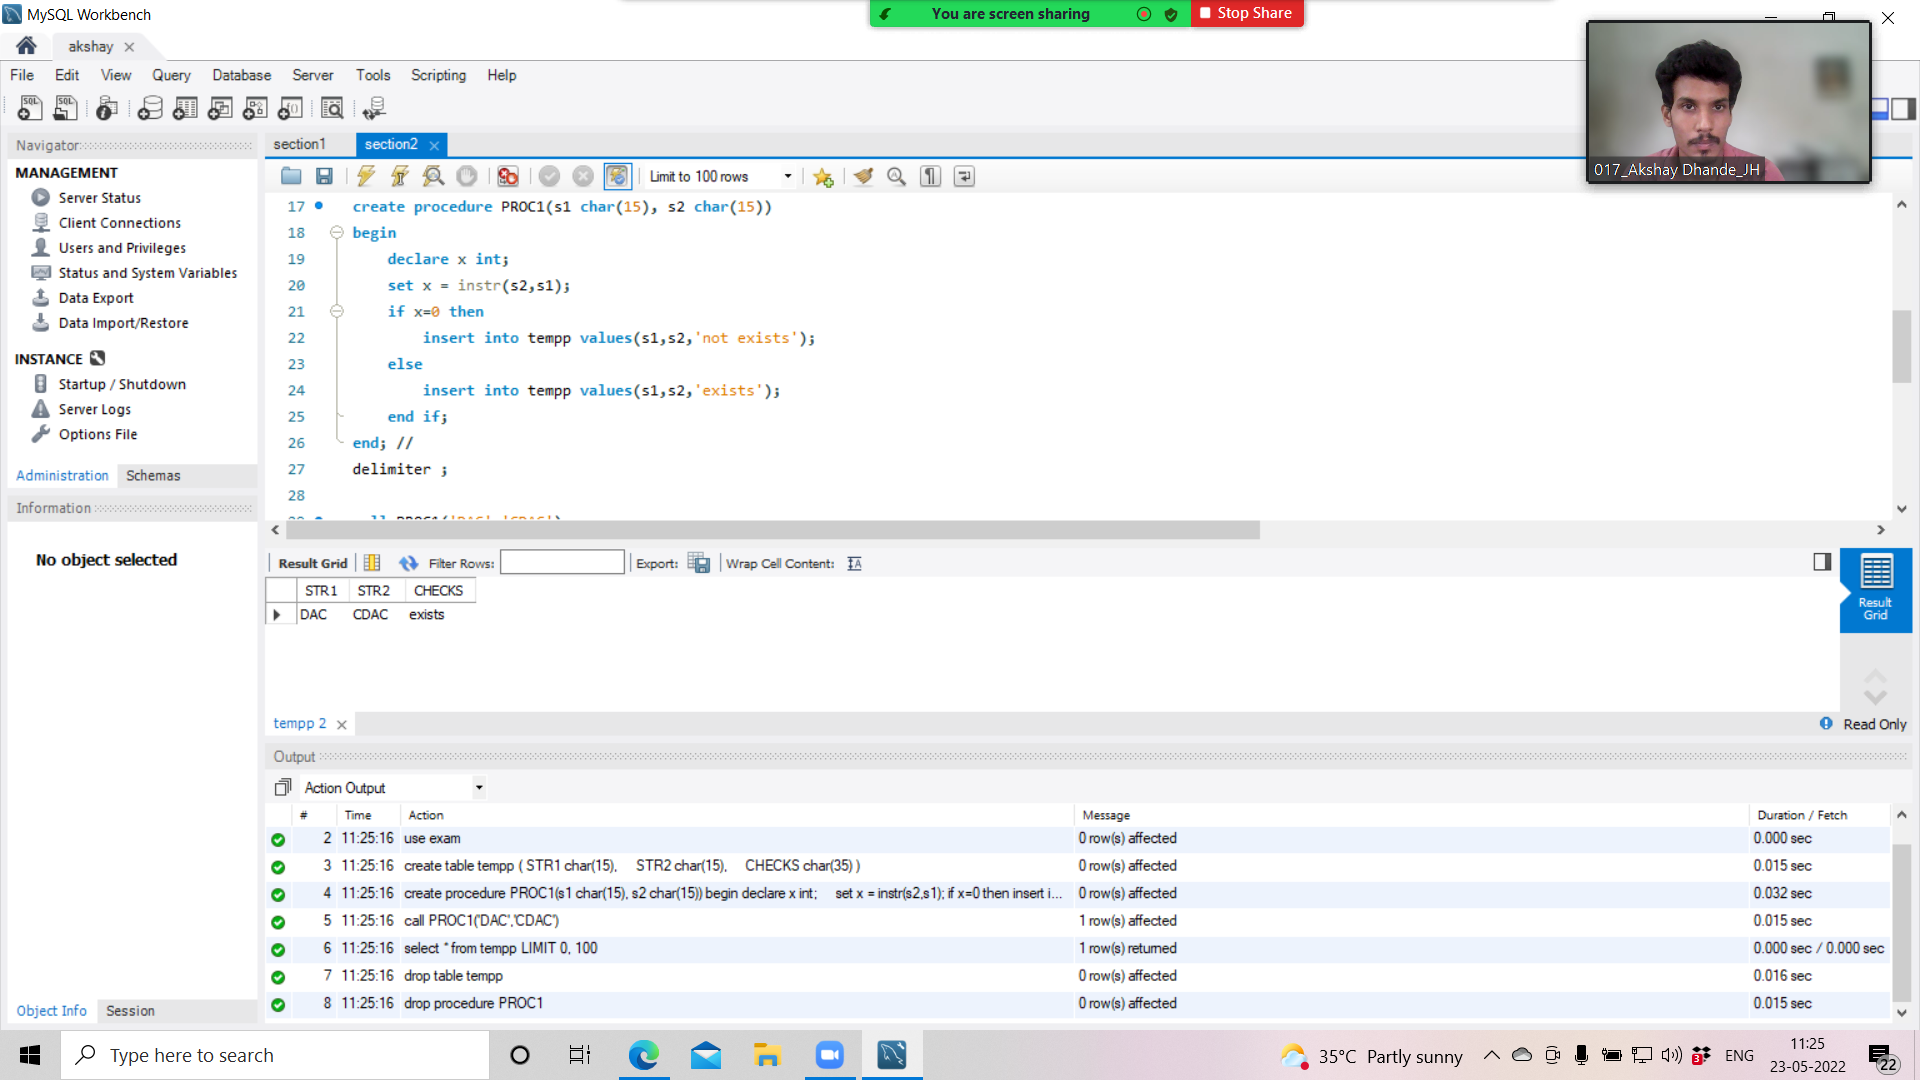 MySQL Workbench
You are screen sharing
Stop Share
akshay
File Edit View Query Database Server Tools Scripting Help
017_Akshay Dhande_JH
Navigator
MANAGEMENT
Server Status
Client Connections
Users and Privileges
Status and System Variables
Data Export
Data Import/Restore
INSTANCE
Startup / Shutdown
Server Logs
Options File
Administration Schemas
Information
No object selected
Object Info Session
section1 section2
Limit to 100 rows
17 create procedure PROC1(s1 char(15), s2 char(15))
18 begin
19 declare x int;
20 set x = instr(s2,s1);
21 if x=0 then
22 insert into tempp values(s1,s2,'not exists');
23 else
24 insert into tempp values(s1,s2,'exists');
25 end if;
26 end; //
27 delimiter ;
28
Result Grid Filter Rows: Export: Wrap Cell Content:
STR1 STR2 CHECKS
DAC CDAC exists
Result
Grid
tempp 2
Read Only
Output
Action Output
# Time Action Message Duration / Fetch
2 11:25:16 use exam 0 row(s) affected 0.000 sec
3 11:25:16 create table tempp ( STR1 char(15), STR2 char(15), CHECKS char(35) ) 0 row(s) affected 0.015 sec
4 11:25:16 create procedure PROC1(s1 char(15), s2 char(15)) begin declare x int; set x = instr(s2,s1); if x=0 then insert i... 0 row(s) affected 0.032 sec
5 11:25:16 call PROC1('DAC','CDAC') 1 row(s) affected 0.015 sec
6 11:25:16 select * from tempp LIMIT 0, 100 1 row(s) returned 0.000 sec / 0.000 sec
7 11:25:16 drop table tempp 0 row(s) affected 0.016 sec
8 11:25:16 drop procedure PROC1 0 row(s) affected 0.015 sec
Type here to search
35°C Partly sunny
ENG
11:25
23-05-2022
22